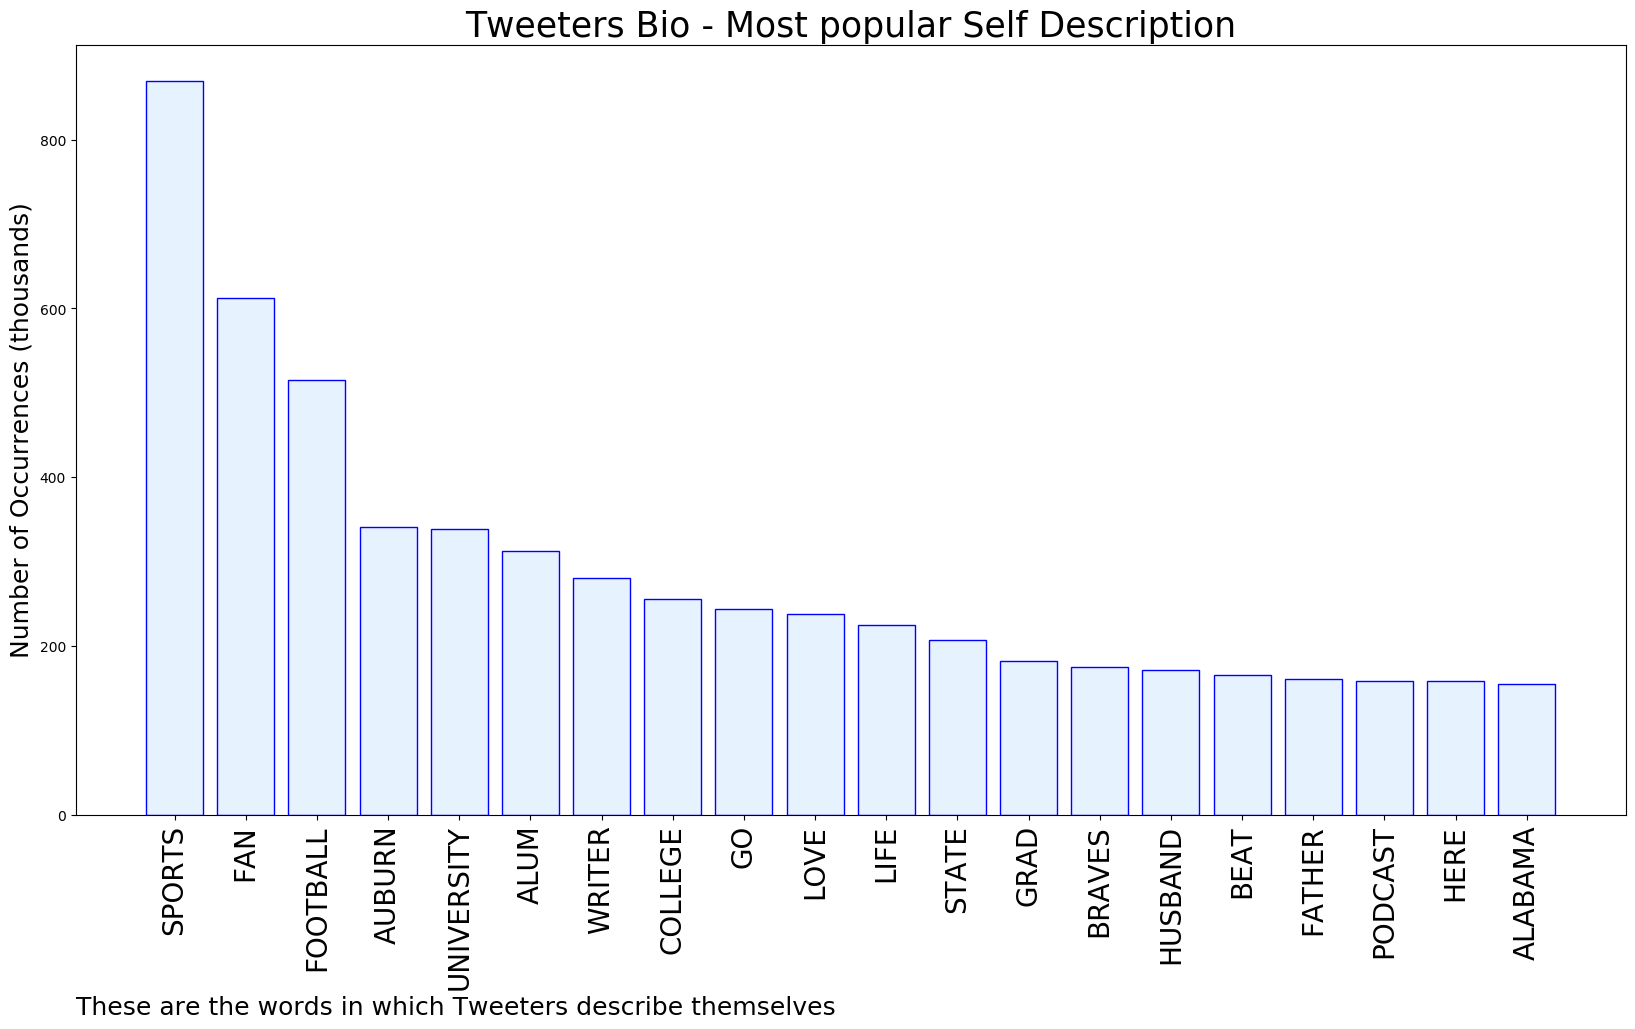 Tweeters Bio - Most popular Self Description
Number of Occurrences (thousands)
800
600
400
200
0
SPORTS
FAN
FOOTBALL
AUBURN
UNIVERSITY
ALUM
WRITER
COLLEGE
GO
LOVE
LIFE
STATE
GRAD
BRAVES
HUSBAND
BEAT
FATHER
PODCAST
HERE
ALABAMA
These are the words in which Tweeters describe themselves